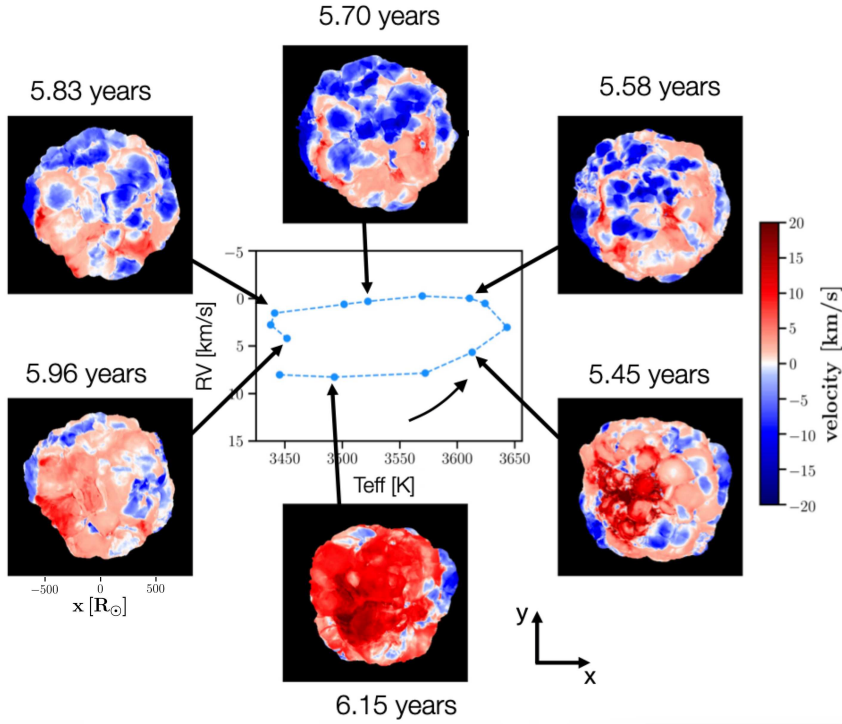 5.70 years
5.83 years
5.58 years
−5
0
5
10
15
RV [km/s]
3450
3500
3550
3600
3650
Teff [K]
20
15
10
5
0
−5
−10
−15
−20
velocity [km/s]
5.96 years
5.45 years
−500
0
500
x [R☉]
y
x
6.15 years